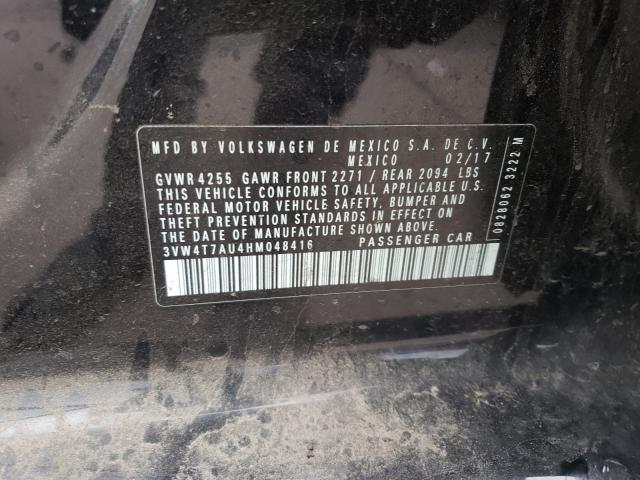 MFD BY VOLKSWAGEN DE MEXICO S.A. DE C.V.
MEXICO 02/17
GVWR 4255 GAWR FRONT 2271 / REAR 2094 LBS
THIS VEHICLE CONFORMS TO ALL APPLICABLE U.S.
FEDERAL MOTOR VEHICLE SAFETY, BUMPER AND
THEFT PREVENTION STANDARDS IN EFFECT ON
THE DATE OF MANUFACTURE SHOWN ABOVE.
3VW4T7AU4HM048416 PASSENGER CAR
0828062 3222 M